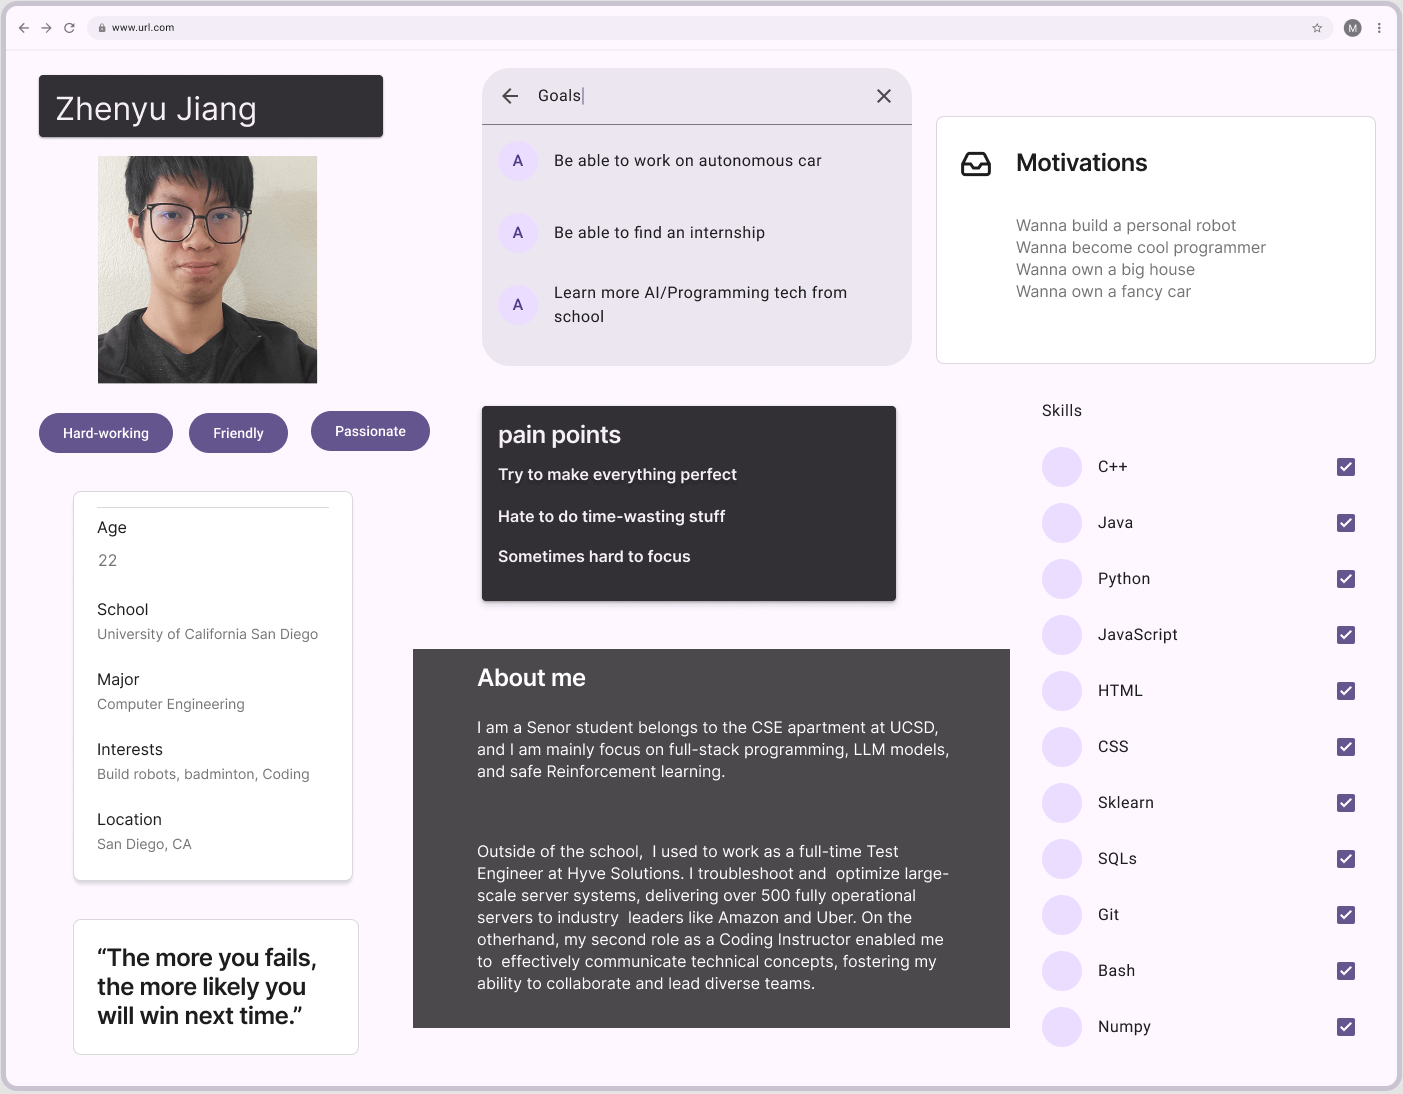 www.url.com
M
Zhenyu Jiang
Hard-working
Friendly
Passionate
Age
22
School
University of California San Diego
Major
Computer Engineering
Interests
Build robots, badminton, Coding
Location
San Diego, CA
“The more you fails,
the more likely you
will win next time.”
Goals
A
Be able to work on autonomous car
A
Be able to find an internship
A
Learn more AI/Programming tech from
school
pain points
Try to make everything perfect
Hate to do time-wasting stuff
Sometimes hard to focus
About me
I am a Senor student belongs to the CSE apartment at UCSD,
and I am mainly focus on full-stack programming, LLM models,
and safe Reinforcement learning.
Outside of the school,  I used to work as a full-time Test
Engineer at Hyve Solutions. I troubleshoot and  optimize large-
scale server systems, delivering over 500 fully operational
servers to industry  leaders like Amazon and Uber. On the
otherhand, my second role as a Coding Instructor enabled me
to  effectively communicate technical concepts, fostering my
ability to collaborate and lead diverse teams.
Motivations
Wanna build a personal robot
Wanna become cool programmer
Wanna own a big house
Wanna own a fancy car
Skills
C++
Java
Python
JavaScript
HTML
CSS
Sklearn
SQLs
Git
Bash
Numpy